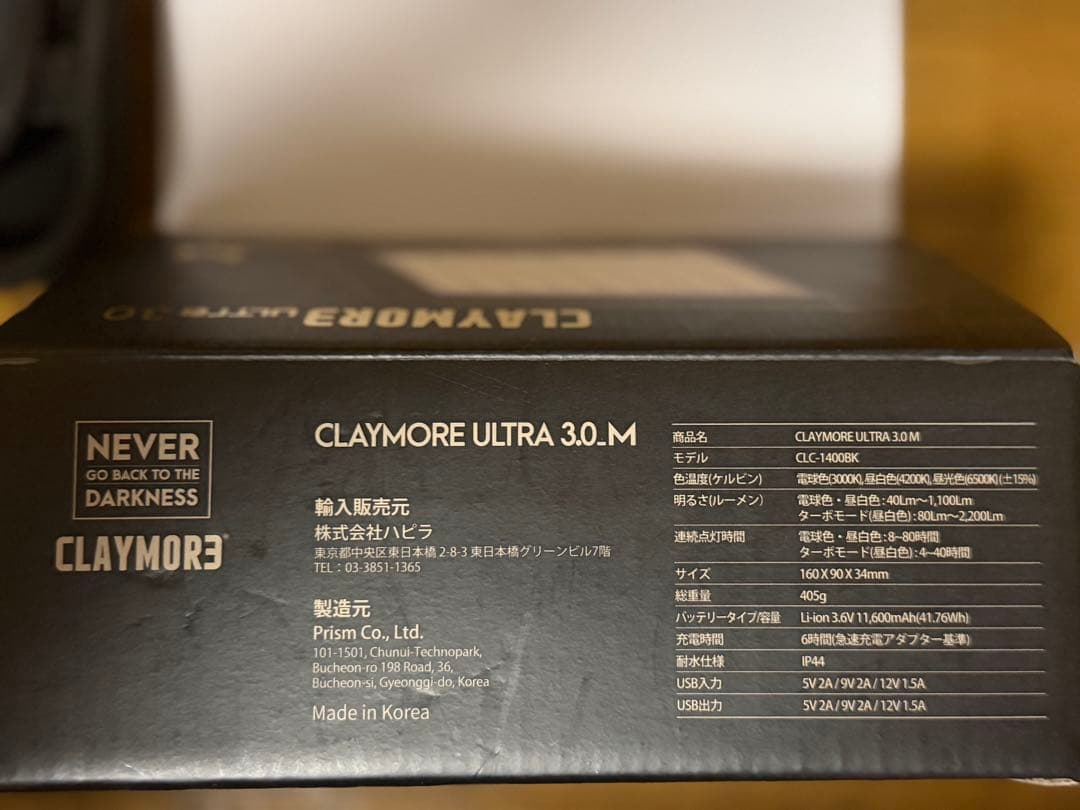 CLAYMORE ULTRA 3.0
NEVER
GO BACK TO THE
DARKNESS
CLAYMORE
CLAYMORE ULTRA 3.0_M
輸入販売元
株式会社ハピラ
東京都中央区東日本橋 2-8-3 東日本橋グリーンビル7階
TEL：03-3851-1365
製造元
Prism Co., Ltd.
101-1501, Chunui-Technopark,
Bucheon-ro 198 Road, 36,
Bucheon-si, Gyeonggi-do, Korea
Made in Korea
商品名 CLAYMORE ULTRA 3.0 M
モデル CLC-1400BK
色温度(ケルビン) 電球色(3000K),昼白色(4200K),昼光色(6500K)(±15%)
明るさ(ルーメン) 電球色・昼白色：40Lm〜1,100Lm
ターボモード(昼白色)：80Lm〜2,200Lm
連続点灯時間 電球色・昼白色：8~80時間
ターボモード(昼白色)：4~40時間
サイズ 160 X 90 X 34mm
総重量 405g
バッテリータイプ/容量 Li-ion 3.6V 11,600mAh(41.76Wh)
充電時間 6時間(急速充電アダプター基準)
耐水仕様 IP44
USB入力 5V 2A / 9V 2A / 12V 1.5A
USB出力 5V 2A / 9V 2A / 12V 1.5A